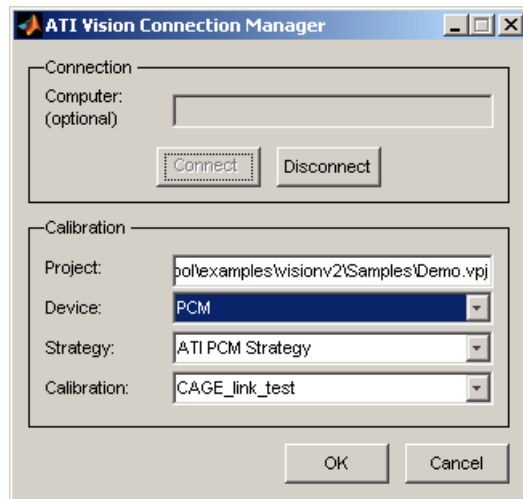 ATI Vision Connection Manager
Connection
Computer:
(optional)
Connect Disconnect
Calibration
Project: ool\examples\visionv2\Samples\Demo.vpj
Device: PCM
Strategy: ATI PCM Strategy
Calibration: CAGE_link_test
OK Cancel